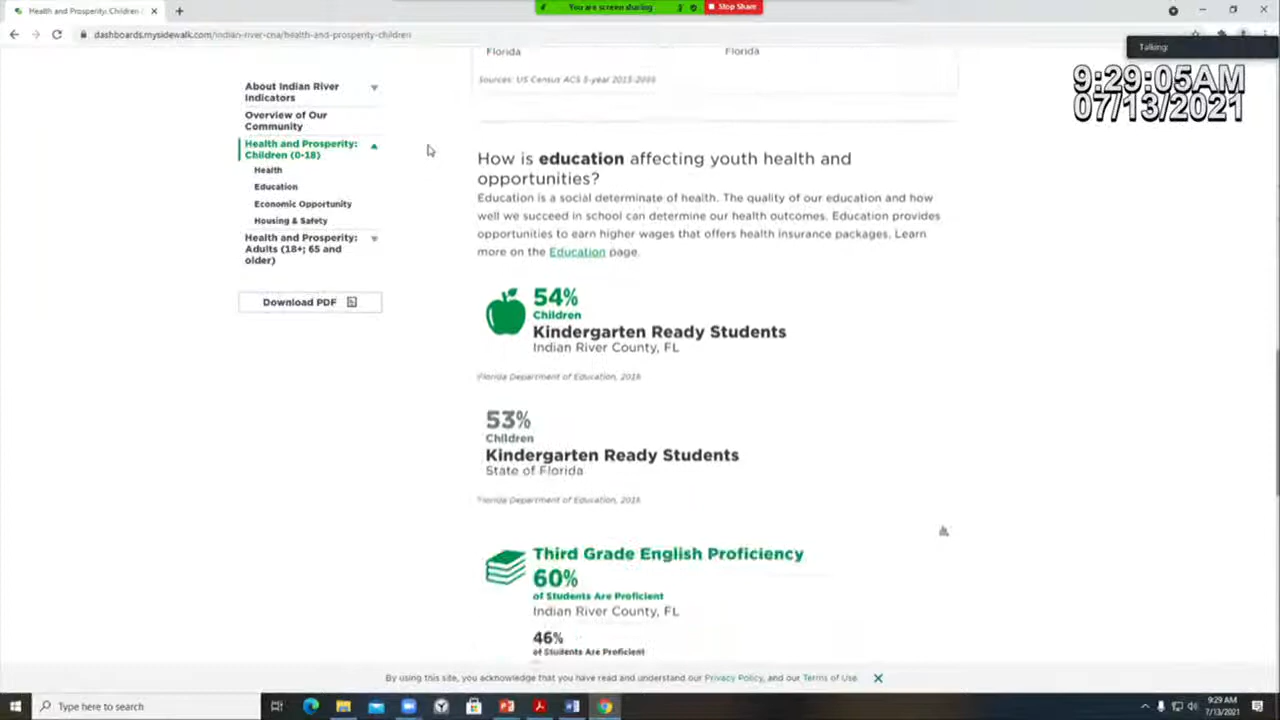 Health and Prosperity: Children
You are screen sharing
Stop Share
dashboards.mysidewalk.com/indian-river-cna/health-and-prosperity-children
Talking:
9:29:05AM
07/13/2021
Florida
Florida
Sources: US Census ACS 5-year
About Indian River
Indicators
Overview of Our
Community
Health and Prosperity:
Children (0-18)
Health
Education
Economic Opportunity
Housing & Safety
Health and Prosperity:
Adults (18+; 65 and
older)
Download PDF
How is education affecting youth health and
opportunities?
Education is a social determinate of health. The quality of our education and how
well we succeed in school can determine our health outcomes. Education provides
opportunities to earn higher wages that offers health insurance packages. Learn
more on the Education page.
54%
Children
Kindergarten Ready Students
Indian River County, FL
Florida Department of Education,
53%
Children
Kindergarten Ready Students
State of Florida
Florida Department of Education,
Third Grade English Proficiency
60%
of Students Are Proficient
Indian River County, FL
46%
of Students Are Proficient
By using this site, you acknowledge that you have read and understand our Privacy Policy, and our Terms of Use.
Type here to search
9:29 AM
7/13/2021